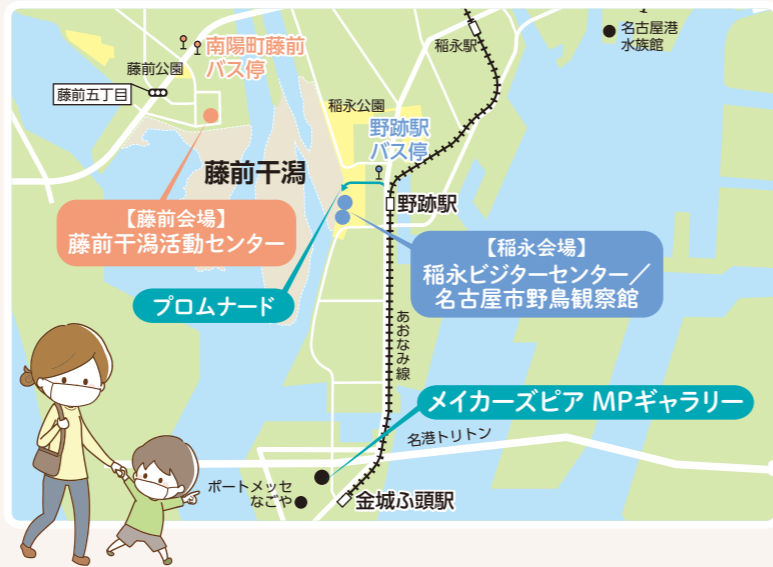 名古屋港
水族館
稲永駅
南陽町藤前
バス停
藤前公園
藤前五丁目
稲永公園
野跡駅
バス停
藤前干潟
野跡駅
【藤前会場】
藤前干潟活動センター
【稲永会場】
稲永ビジターセンター／
名古屋市野鳥観察館
プロムナード
あおなみ線
メイカーズピア MPギャラリー
名港トリトン
ポートメッセ
なごや
金城ふ頭駅